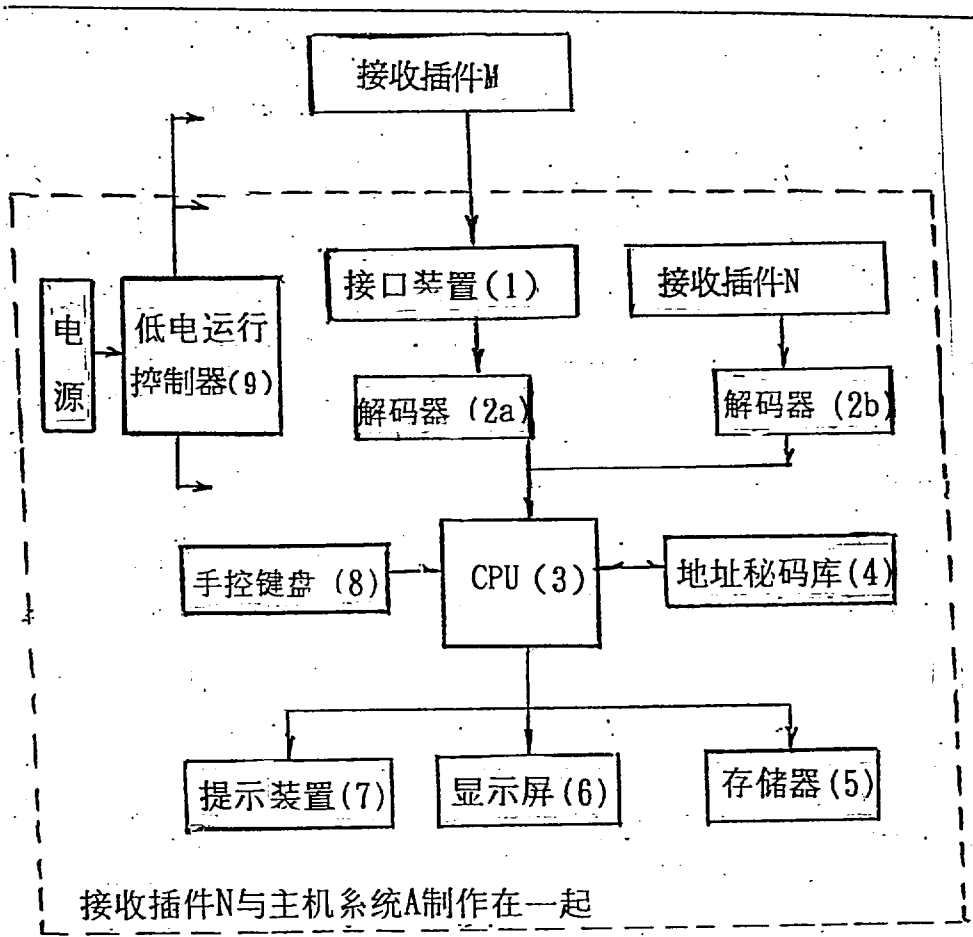 接收插件M
接口装置(1)
接收插件N
电
源
低电运行
控制器(9)
解码器(2a)
解码器(2b)
手控键盘(8)
CPU(3)
地址秘码库(4)
提示装置(7)
显示屏(6)
存储器(5)
接收插件N与主机系统A制作在一起